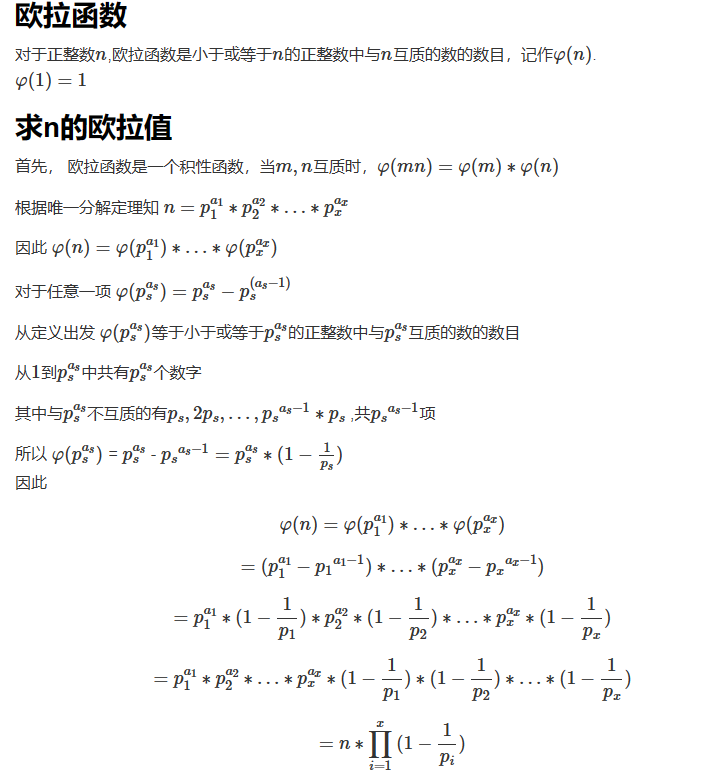 欧拉函数
对于正整数$n$,欧拉函数是小于或等于$n$的正整数中与$n$互质的数的数目，记作$\varphi(n)$.
$\varphi(1) = 1$
求n的欧拉值
首先， 欧拉函数是一个积性函数，当$m, n$互质时，$\varphi(mn) = \varphi(m) * \varphi(n)$
根据唯一分解定理知 $n = p_1^{a_1} * p_2^{a_2} * \ldots * p_x^{a_x}$
因此 $\varphi(n) = \varphi(p_1^{a_1}) * \ldots * \varphi(p_x^{a_x})$
对于任意一项 $\varphi(p_s^{a_s}) = p_s^{a_s} - p_s^{(a_s-1)}$
从定义出发 $\varphi(p_s^{a_s})$等于小于或等于$p_s^{a_s}$的正整数中与$p_s^{a_s}$互质的数的数目
从$1$到$p_s^{a_s}$中共有$p_s^{a_s}$个数字
其中与$p_s^{a_s}$不互质的有$p_s, 2p_s, \ldots, {p_s}^{a_s-1} * p_s$ ,共${p_s}^{a_s-1}$项
所以 $\varphi(p_s^{a_s})$ = $p_s^{a_s}$ - ${p_s}^{a_s-1} = p_s^{a_s} * (1 - \frac{1}{p_s})$
因此
$\varphi(n) = \varphi(p_1^{a_1}) * \ldots * \varphi(p_x^{a_x})$
$= (p_1^{a_1} - {p_1}^{a_1-1}) * \ldots * (p_x^{a_x} - {p_x}^{a_x-1})$
$= p_1^{a_1} * (1 - \frac{1}{p_1}) * p_2^{a_2} * (1 - \frac{1}{p_2}) * \ldots * p_x^{a_x} * (1 - \frac{1}{p_x})$
$= p_1^{a_1} * p_2^{a_2} * \ldots * p_x^{a_x} * (1 - \frac{1}{p_1}) * (1 - \frac{1}{p_2}) * \ldots * (1 - \frac{1}{p_x})$
$= n * \prod_{i=1}^{x} (1 - \frac{1}{p_i})$